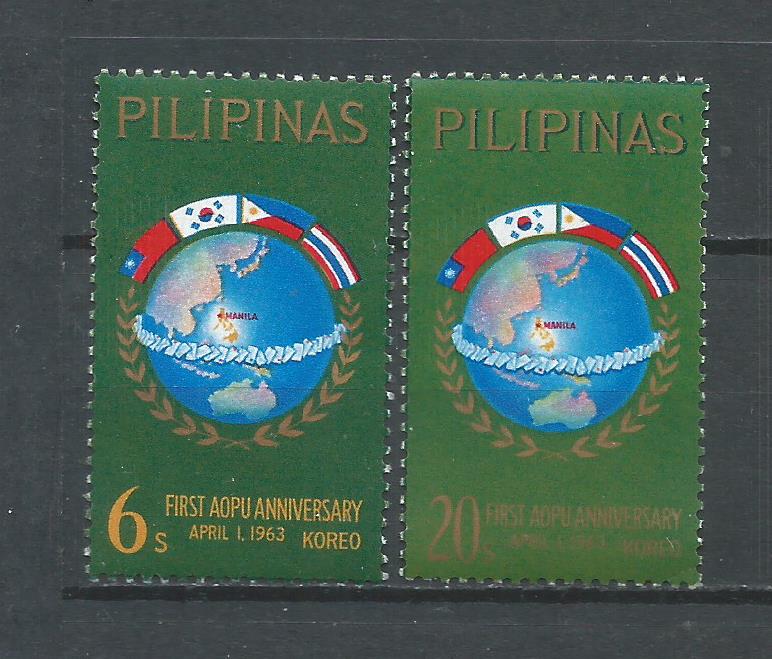 PILIPINAS
MANILA
6s
FIRST AOPU ANNIVERSARY
APRIL 1, 1963 KOREO
PILIPINAS
MANILA
20s
FIRST AOPU ANNIVERSARY
APRIL 1, 1963 KOREO